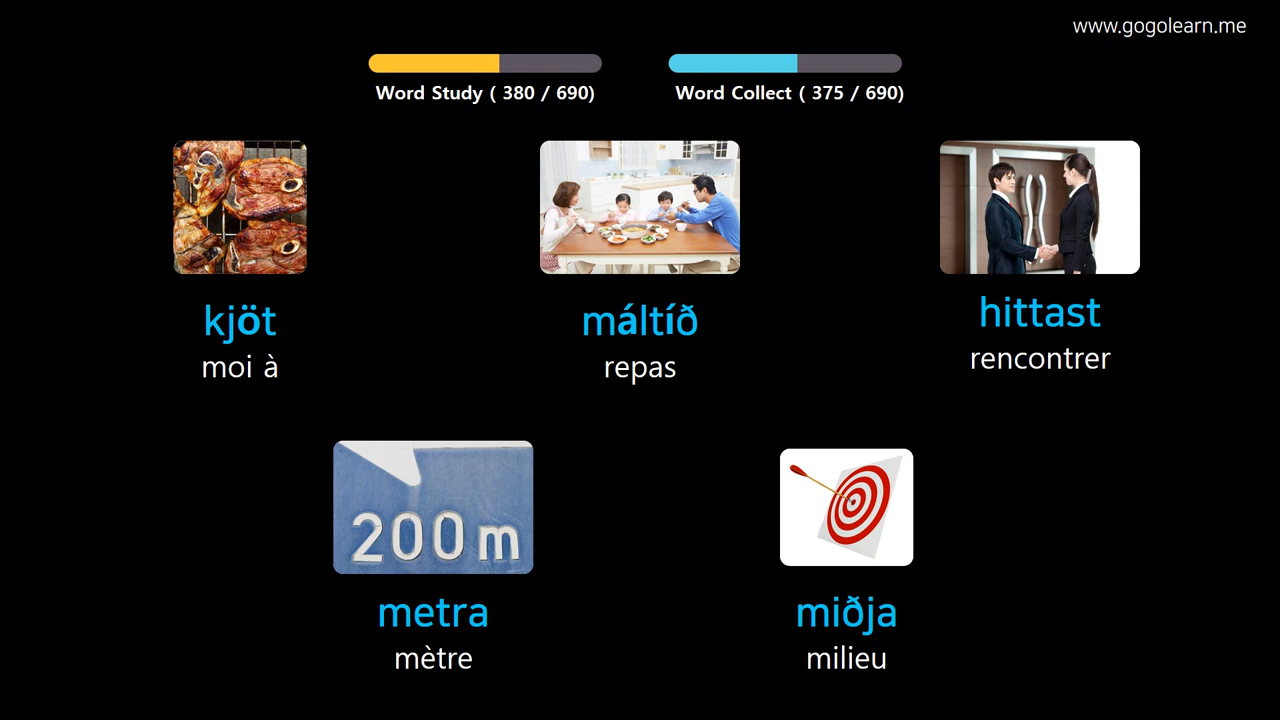 www.gogolearn.me
Word Study ( 380 / 690)
Word Collect ( 375 / 690)
kjöt
moi à
máltíð
repas
hittast
rencontrer
200m
metra
mètre
miðja
milieu